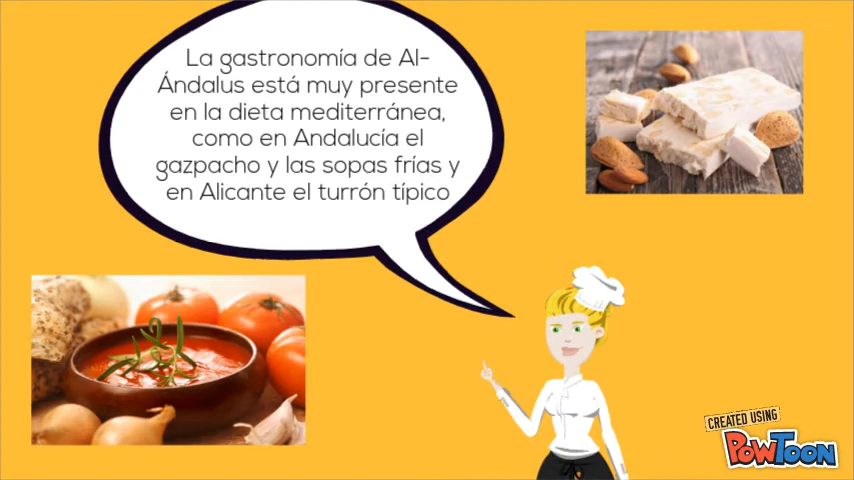 La gastronomía de Al-
Ándalus está muy presente
en la dieta mediterránea,
como en Andalucía el
gazpacho y las sopas frías y
en Alicante el turrón típico
CREATED USING
POWTOON